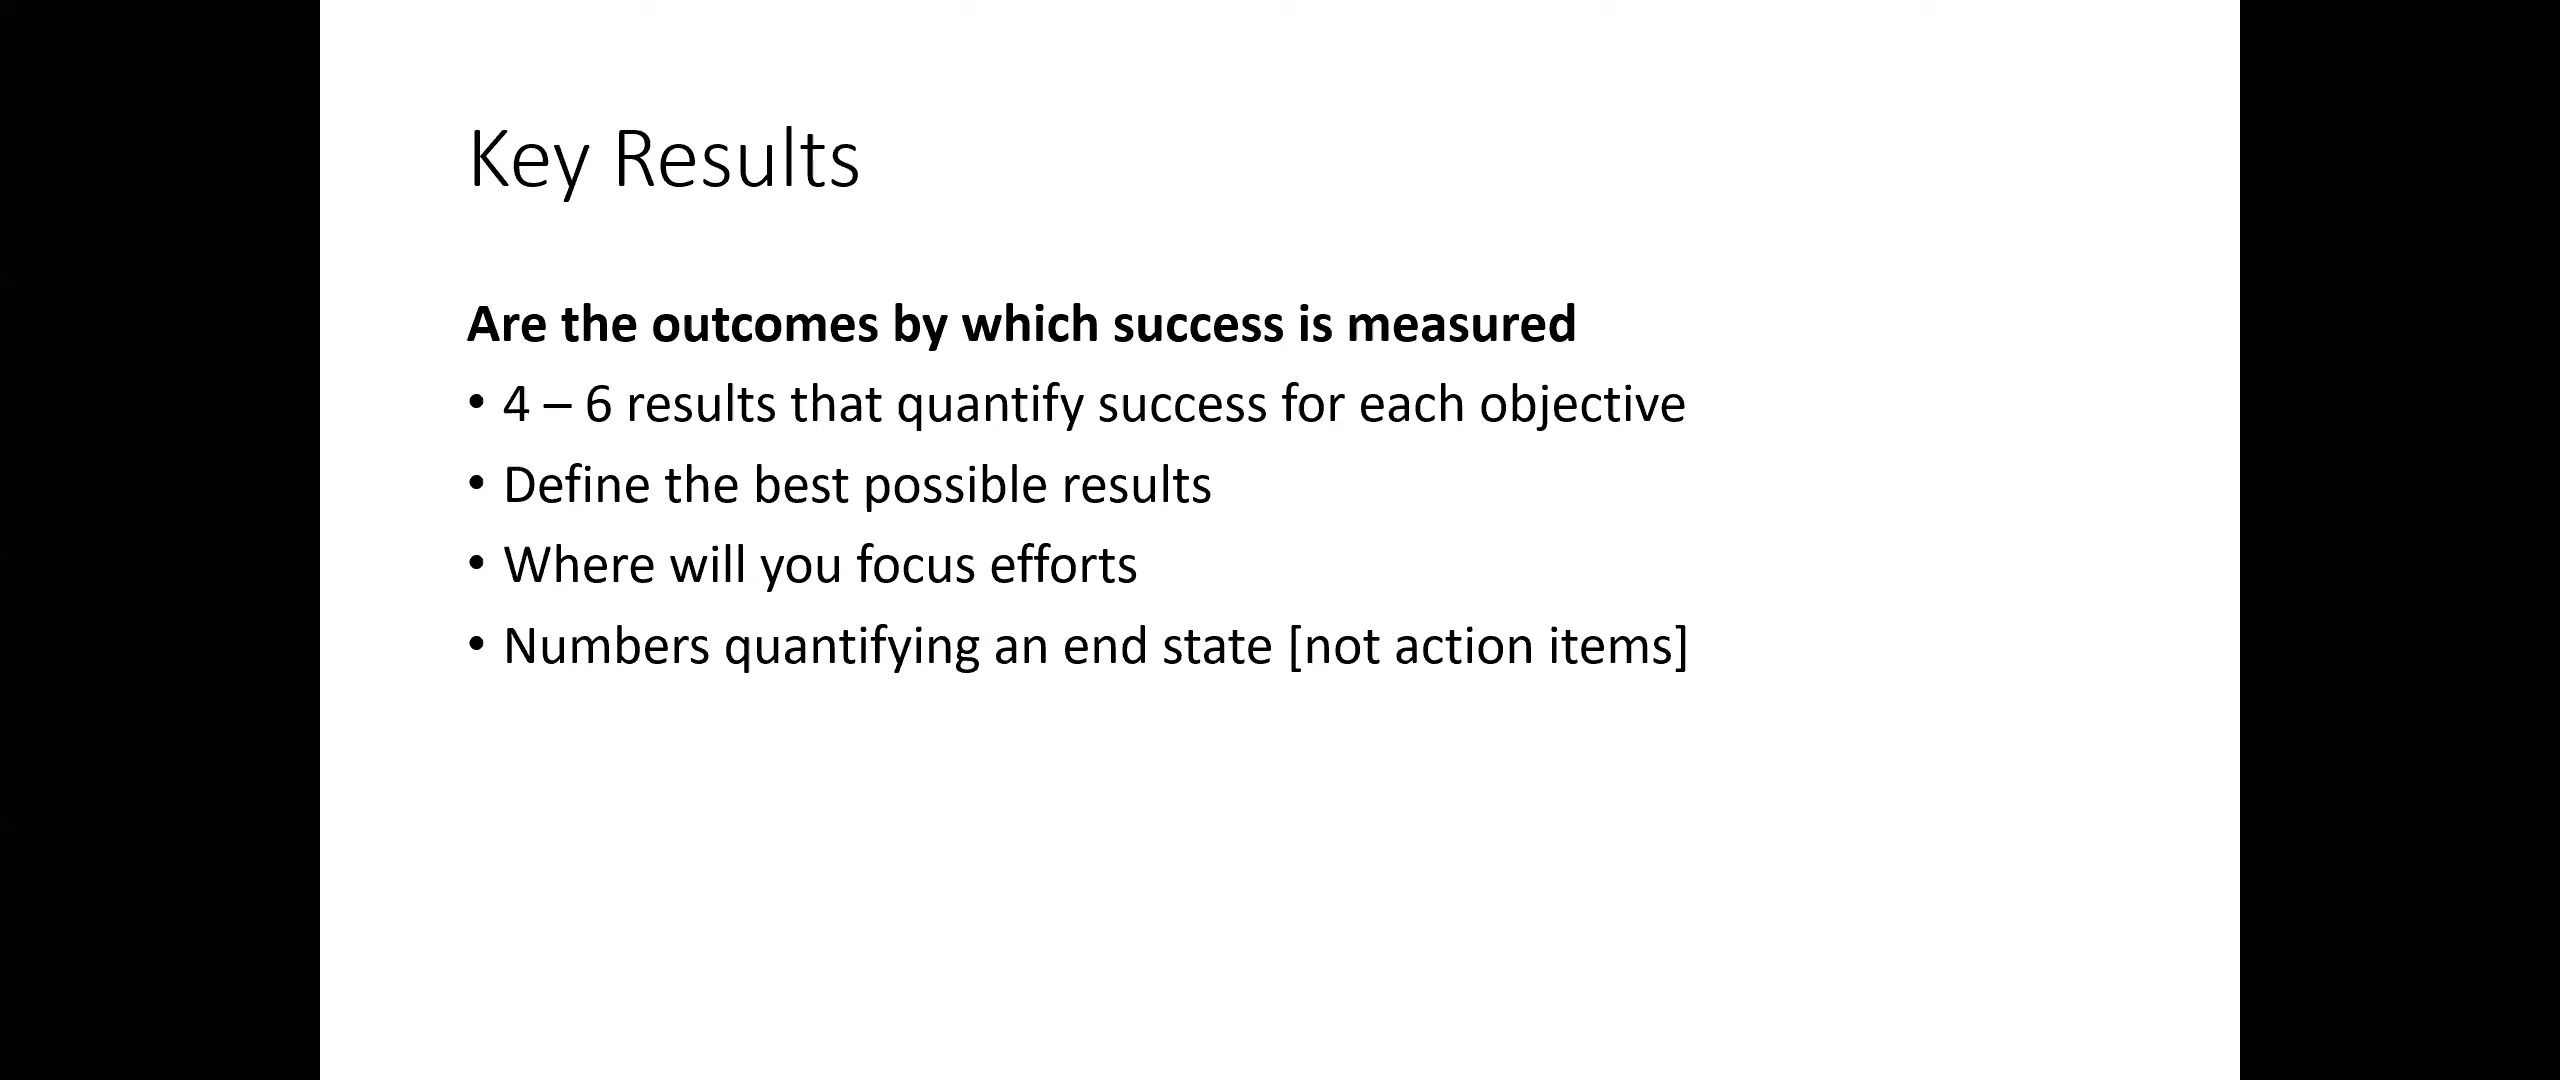 Key Results
Are the outcomes by which success is measured
• 4 – 6 results that quantify success for each objective
• Define the best possible results
• Where will you focus efforts
• Numbers quantifying an end state [not action items]